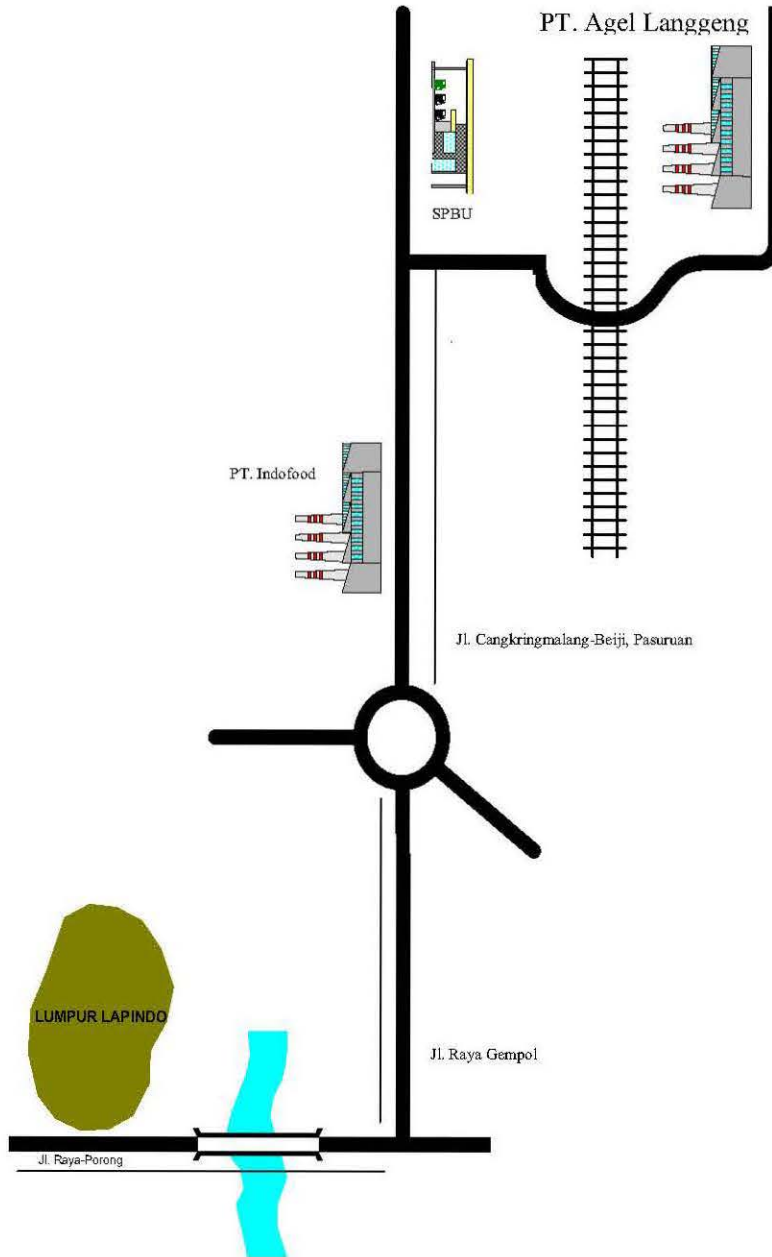 PT. Agel Langgeng
SPBU
PT. Indofood
Jl. Cangkringmalang-Beiji, Pasuruan
LUMPUR LAPINDO
Jl. Raya Gempol
Jl. Raya-Porong